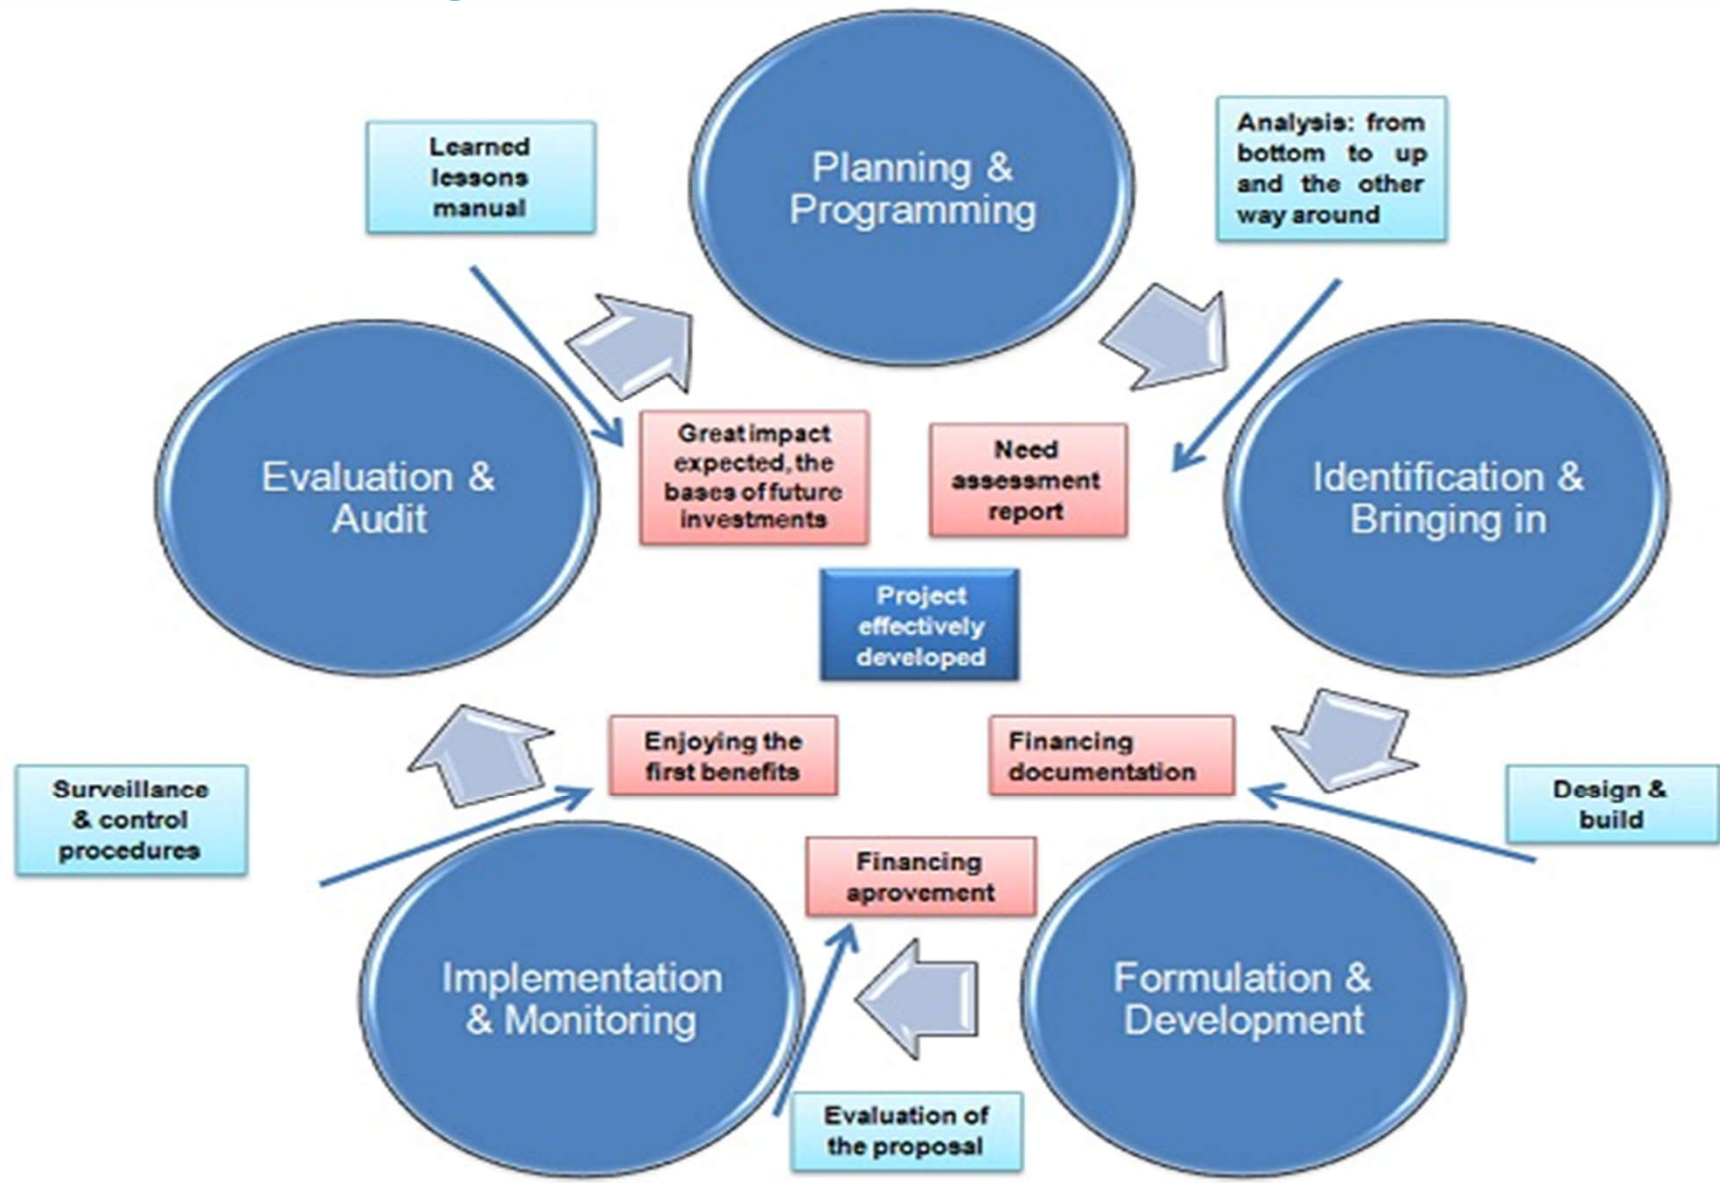 Planning &
Programming
Learned
lessons
manual
Analysis: from
bottom to up
and the other
way around
Evaluation &
Audit
Great impact
expected, the
bases of future
investments
Need
assessment
report
Identification &
Bringing in
Project
effectively
developed
Surveillance
& control
procedures
Enjoying the
first benefits
Financing
documentation
Design &
build
Financing
aprovement
Implementation
& Monitoring
Formulation &
Development
Evaluation of
the proposal